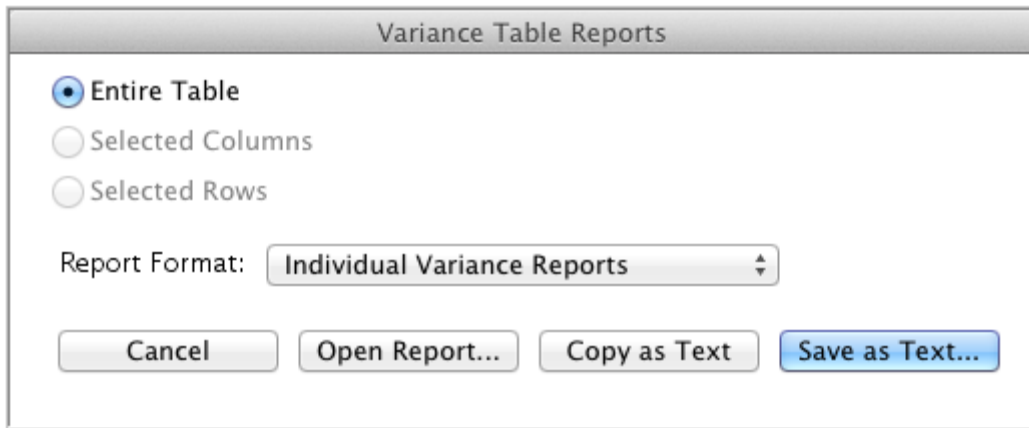 Variance Table Reports
Entire Table
Selected Columns
Selected Rows
Report Format: Individual Variance Reports
Cancel Open Report... Copy as Text Save as Text...